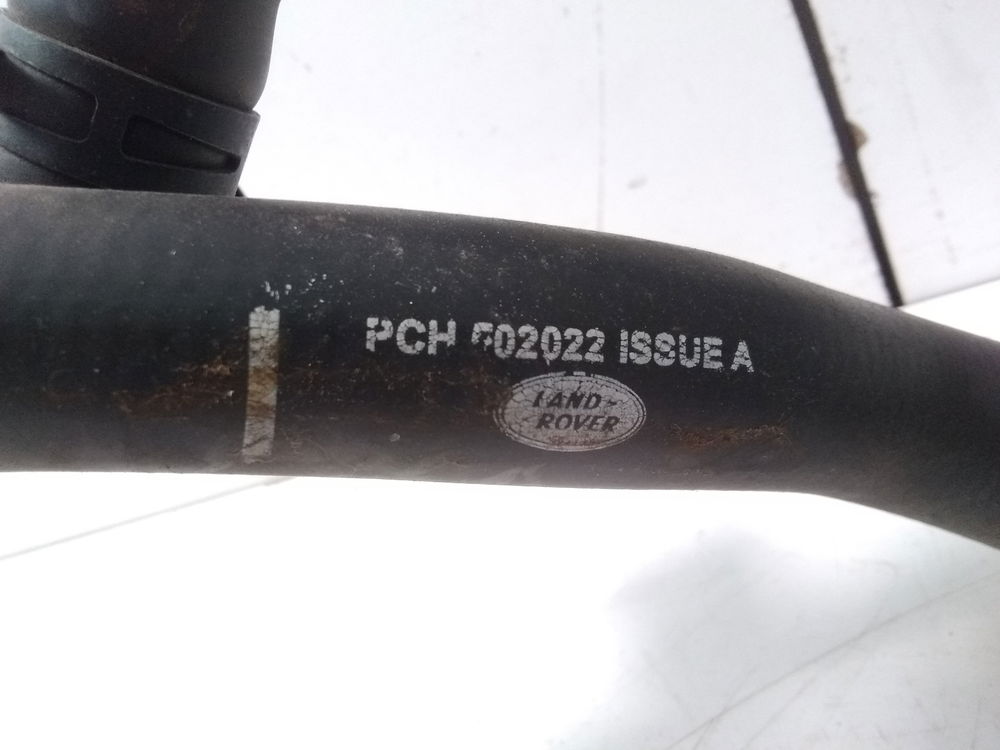 PCH 502022 ISSUE A
LAND-
ROVER